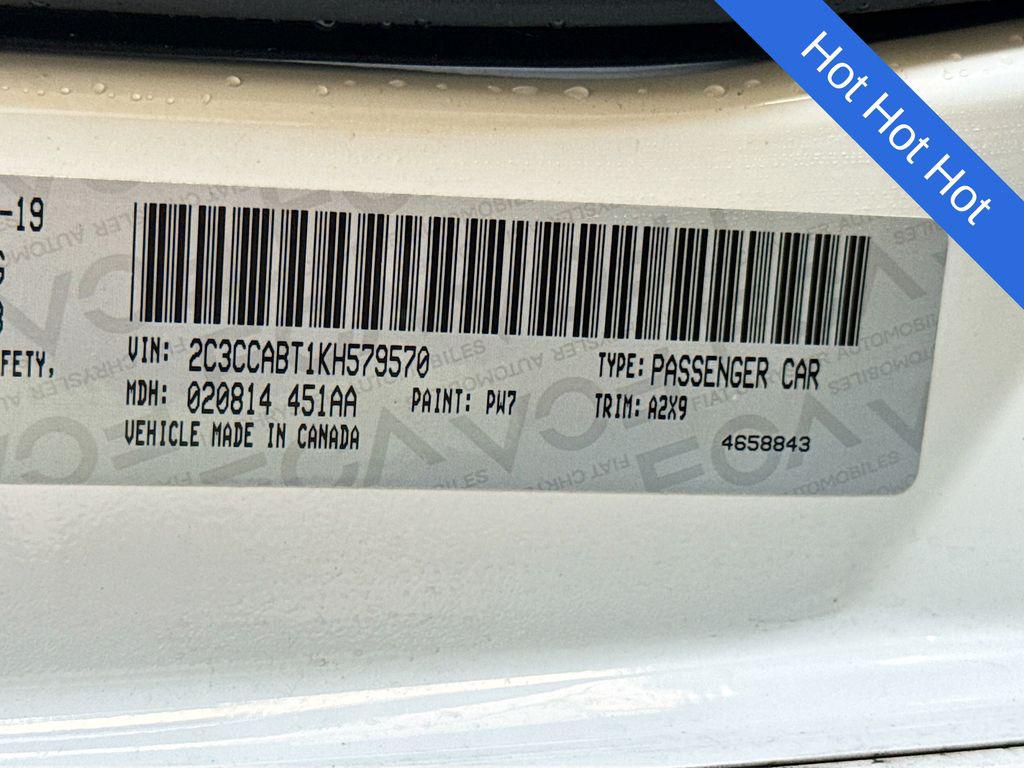 Hot Hot Hot
-19
FETY,
VIN: 2C3CCABT1KH579570
TYPE: PASSENGER CAR
MDH: 020814 451AA
PAINT: PW7
TRIM: A2X9
VEHICLE MADE IN CANADA
4658843